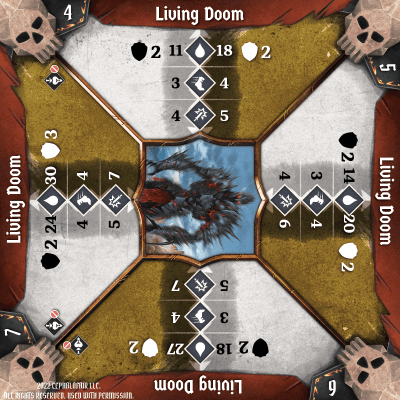 4
Living Doom
2 11 18 2
3 4
4 5
5
Living Doom
2 14 20 2
3 4
4 6
6
Living Doom
2 18 27 2
3 4
5 7
7
Living Doom
2 24 30 3
4 4
5 7
2022 CEPHALOFAIR LLC.
ALL RIGHTS RESERVED. USED WITH PERMISSION.